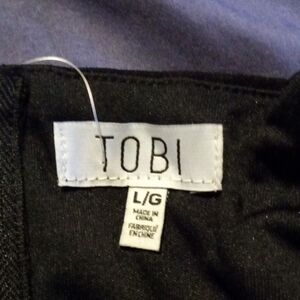 TOBI
L/G
MADE IN
CHINA
FABRIQUÉ
EN CHINE